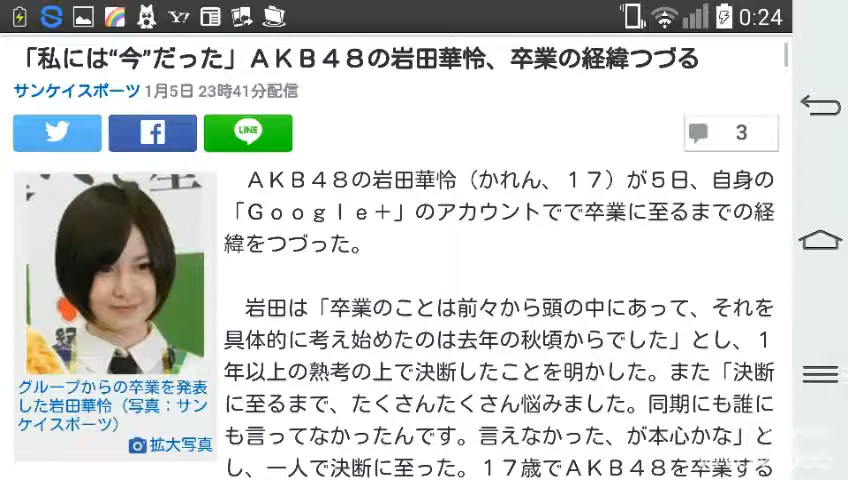 0:24
「私には“今”だった」ＡＫＢ４８の岩田華怜、卒業の経緯つづる
サンケイスポーツ 1月5日 23時41分配信
LINE
3
ＡＫＢ４８の岩田華怜（かれん、１７）が５日、自身の
「Ｇｏｏｇｌｅ＋」のアカウントでで卒業に至るまでの経
緯をつづった。
岩田は「卒業のことは前々から頭の中にあって、それを
具体的に考え始めたのは去年の秋頃からでした」とし、１
年以上の熟考の上で決断したことを明かした。また「決断
に至るまで、たくさんたくさん悩みました。同期にも誰に
も言ってなかったんです。言えなかった、が本心かな」と
し、一人で決断に至った。１７歳でＡＫＢ４８を卒業する
グループからの卒業を発表
した岩田華怜（写真：サン
ケイスポーツ）
拡大写真